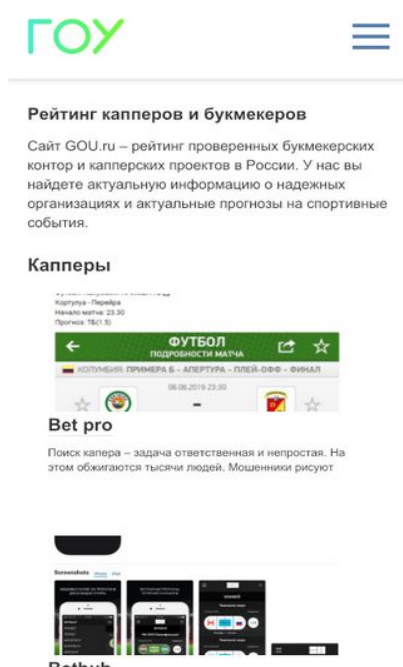 ГОУ
Рейтинг капперов и букмекеров
Сайт GOU.ru – рейтинг проверенных букмекерских
контор и капперских проектов в России. У нас вы
найдете актуальную информацию о надежных
организациях и актуальные прогнозы на спортивные
события.
Капперы
Кортулуа - Перейра
Начало матча: 23.30
Прогноз: ТБ(1.5)
ФУТБОЛ
ПОДРОБНОСТИ МАТЧА
КОЛУМБИЯ: ПРИМЕРА Б - АПЕРТУРА - ПЛЕЙ-ОФФ - ФИНАЛ
06.06.2019 23:30
Bet pro
Поиск капера – задача ответственная и непростая. На
этом обжигаются тысячи людей. Мошенники рисуют
Screenshots
Bethub